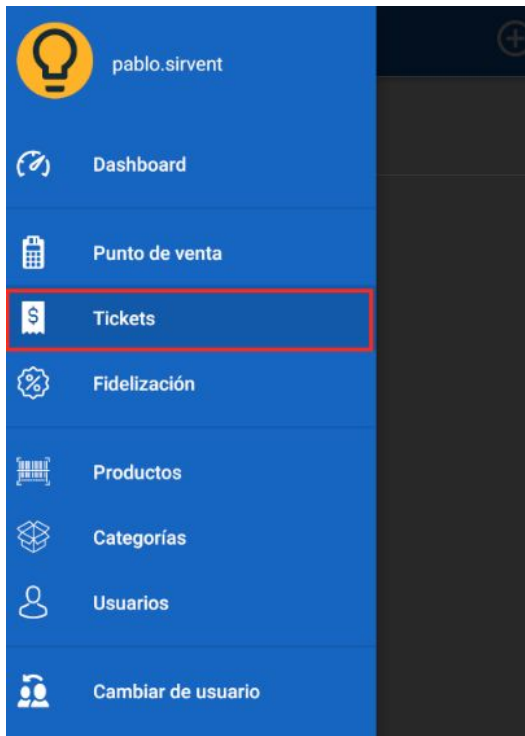 pablo.sirvent
Dashboard
Punto de venta
$
Tickets
%
Fidelización
Productos
Categorías
Usuarios
Cambiar de usuario